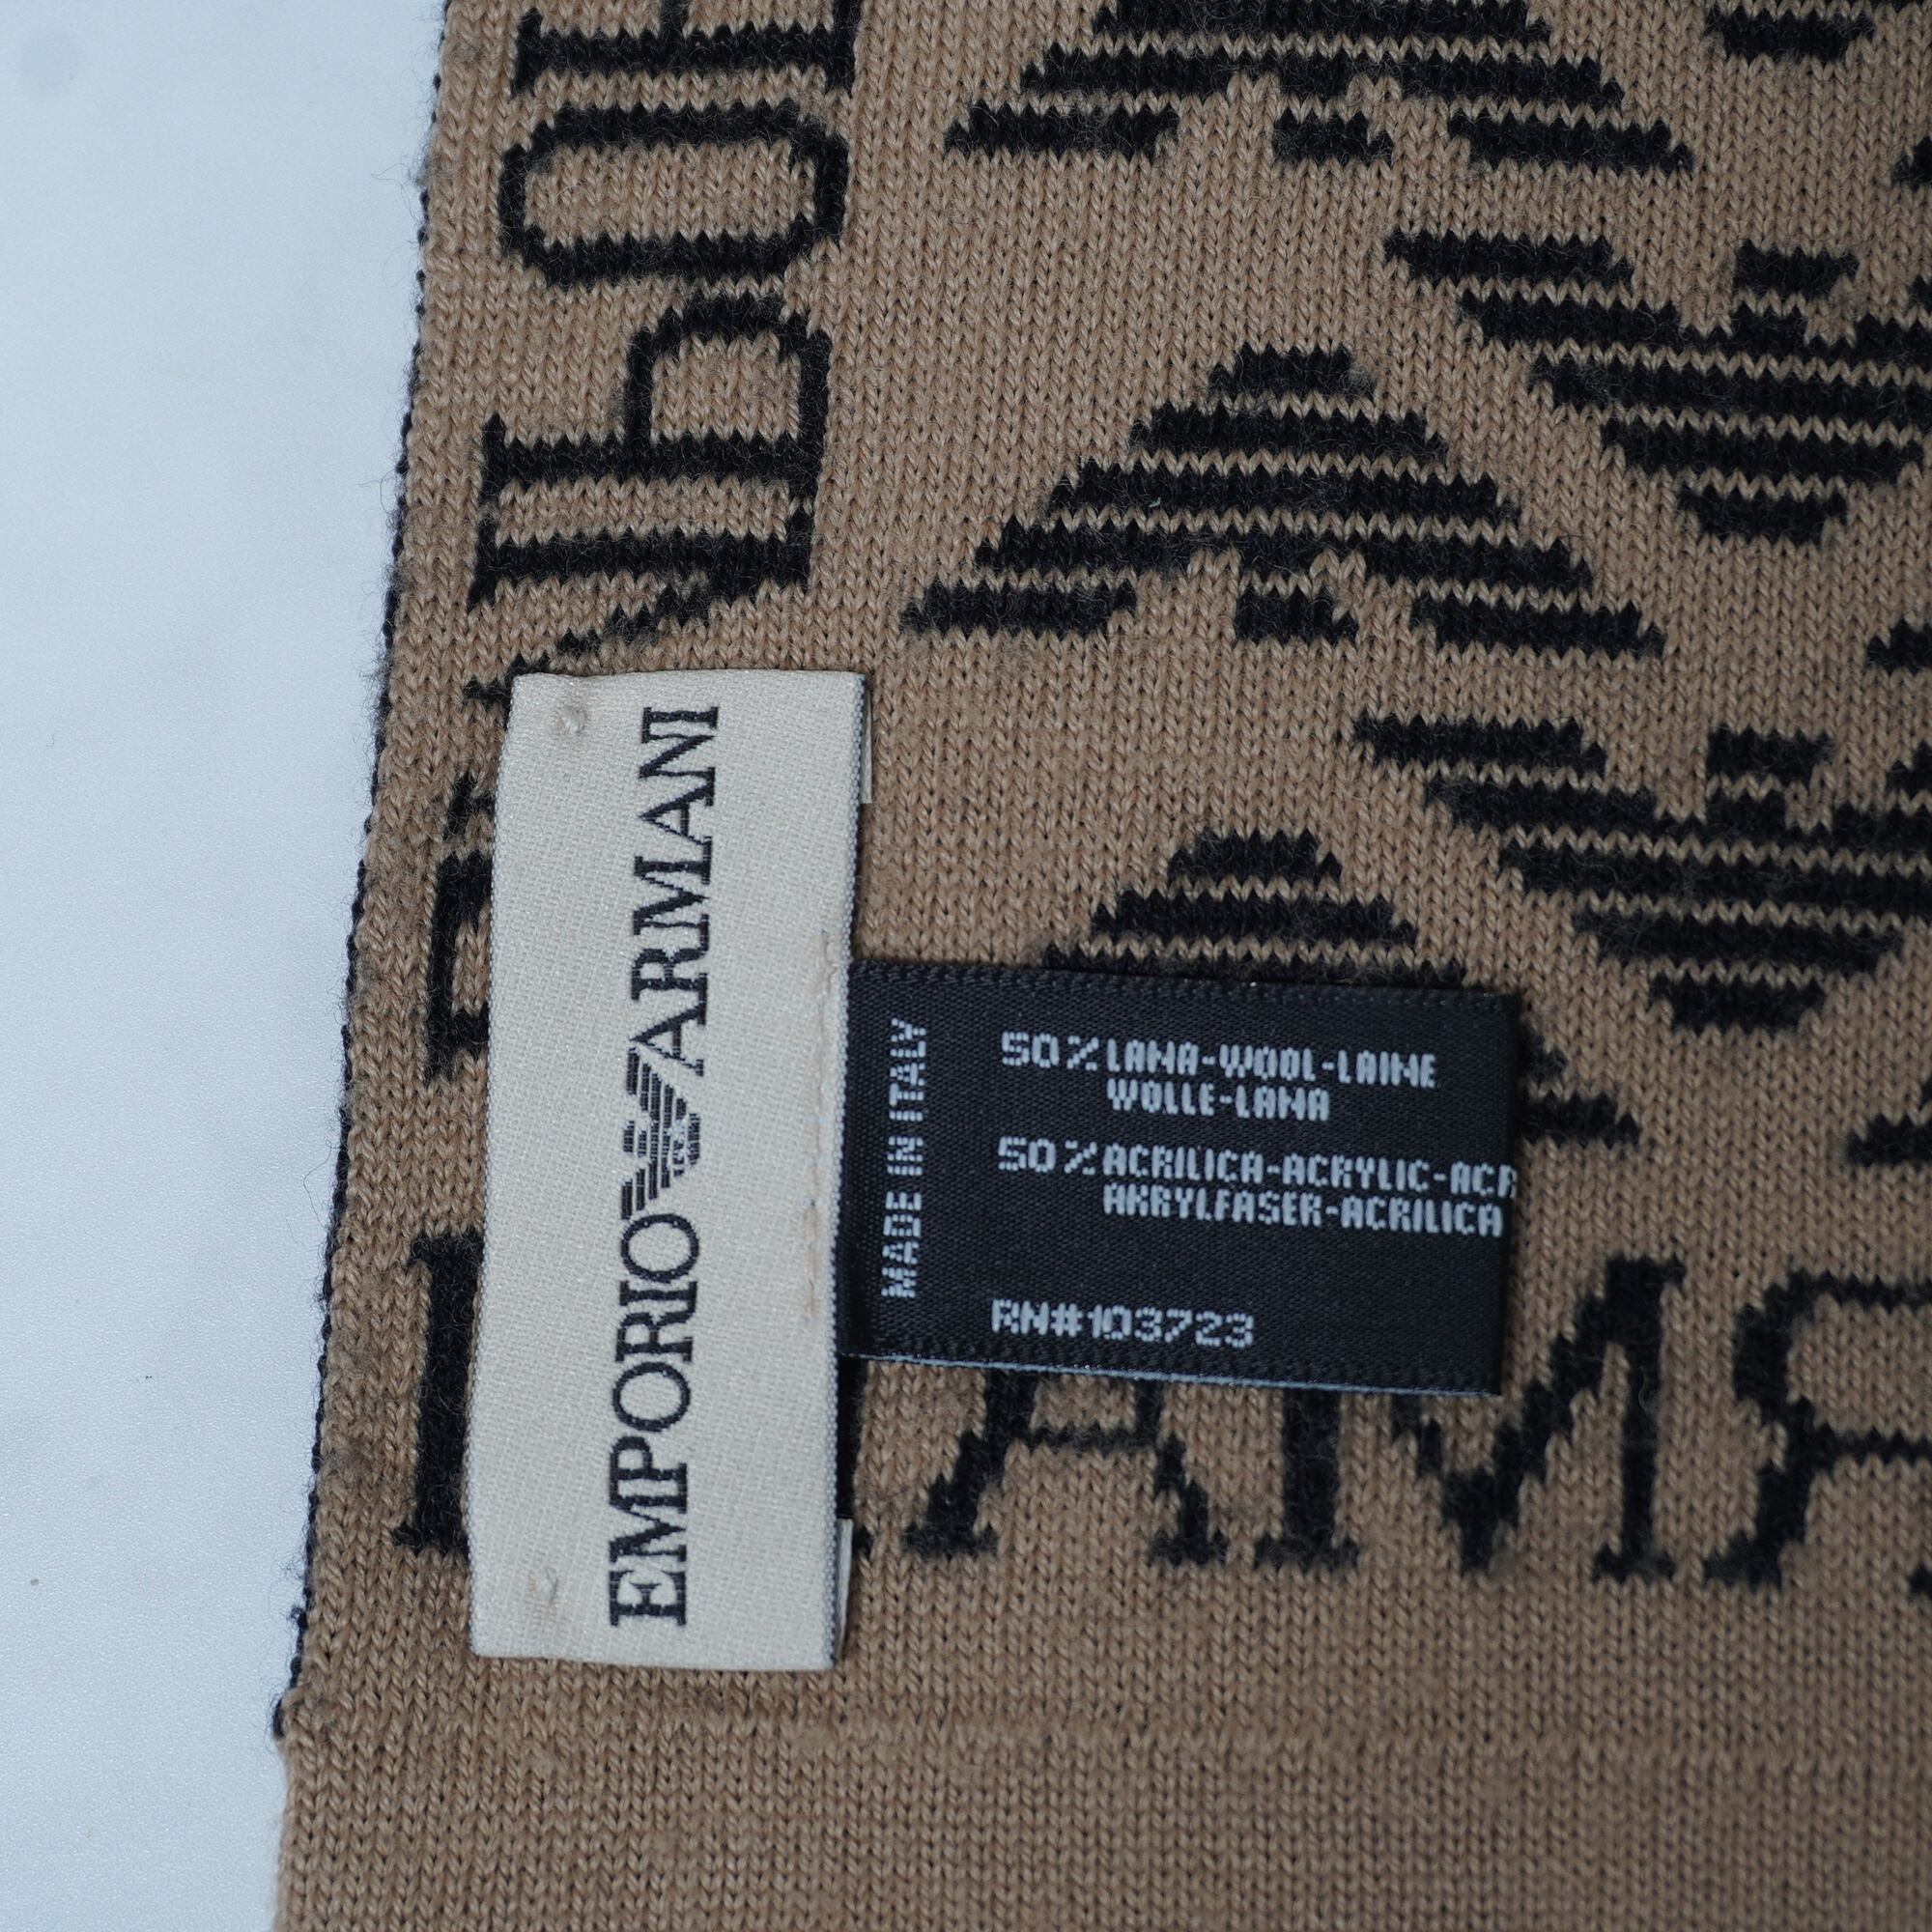 EMPORIO ARMANI
MADE IN ITALY
50% LANA-WOOL-LAINE
WOLLE-LANA
50% ACRILICA-ACRYLIC-ACR
AKRYLFASER-ACRILICA
RN#103723